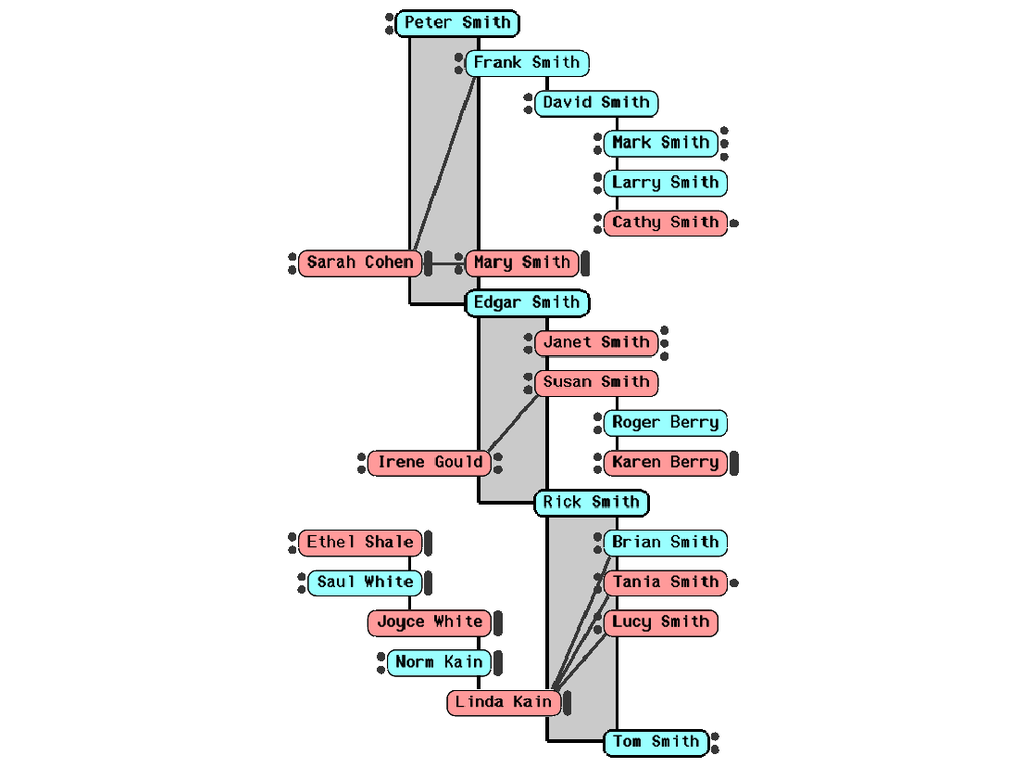 Peter Smith
Frank Smith
David Smith
Mark Smith
Larry Smith
Cathy Smith
Sarah Cohen
Mary Smith
Edgar Smith
Janet Smith
Susan Smith
Roger Berry
Irene Gould
Karen Berry
Rick Smith
Ethel Shale
Brian Smith
Saul White
Tania Smith
Joyce White
Lucy Smith
Norm Kain
Linda Kain
Tom Smith